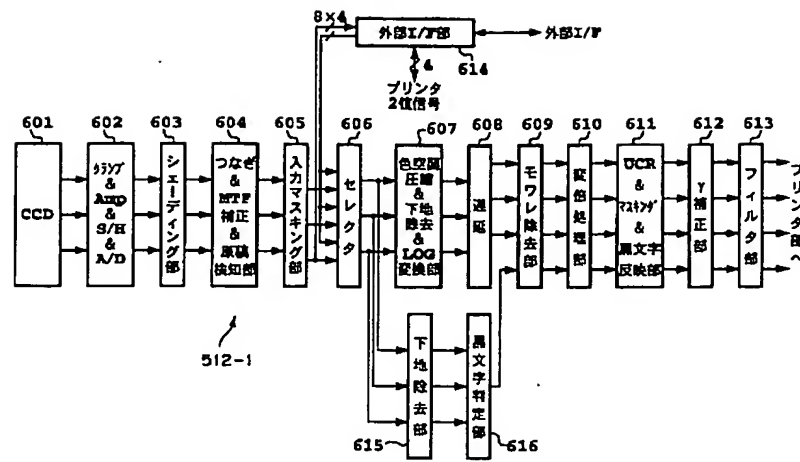 8×4
外部I/F部
外部I/F
614
4
プリンタ
2値信号
601
602
603
604
605
606
607
608
609
610
611
612
613
CCD
クランプ
&
Amp
&
S/H
&
A/D
シェーディング部
つなぎ
&
MTF
補正
&
原稿
検知部
入力マスキング部
セレクタ
色空間
圧縮
&
下地
除去
&
LOG
変換部
遅延
モワレ除去部
変倍処理部
UCR
&
マスキング
&
黒文字
反映部
γ補正部
フィルタ部
プリンタ部へ
512-1
下地除去部
黒文字判定部
615
616